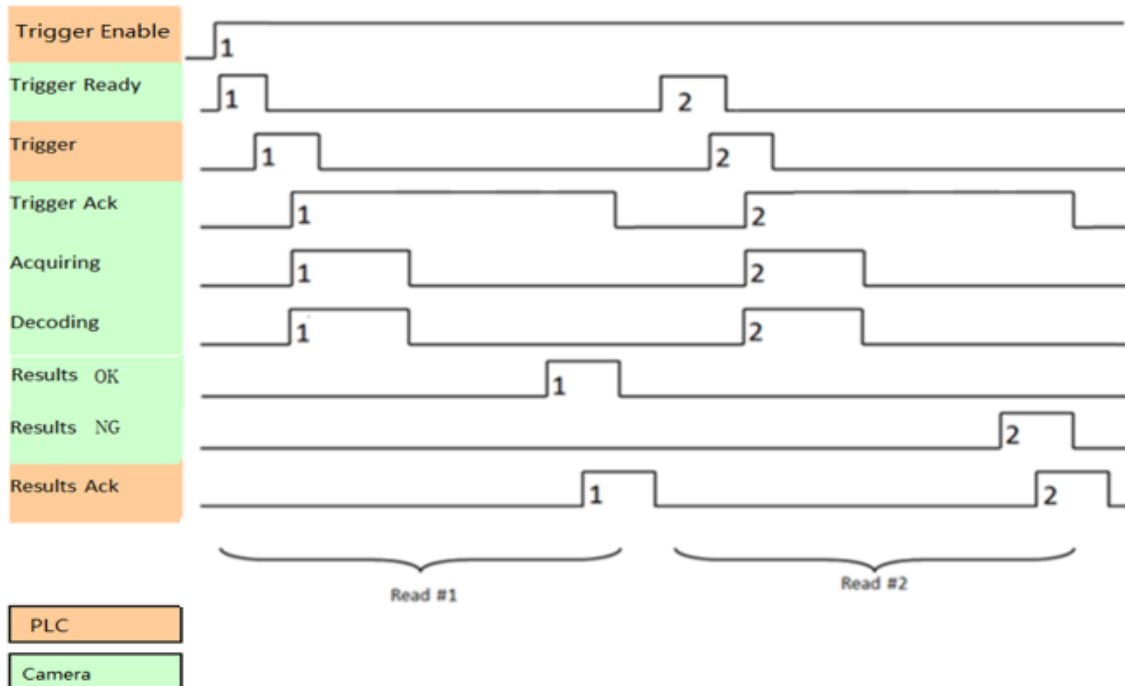 Trigger Enable
1
Trigger Ready
1 2
Trigger
1 2
Trigger Ack
1 2
Acquiring
1 2
Decoding
1 2
Results OK
1
Results NG
2
Results Ack
1 2
Read #1 Read #2
PLC
Camera